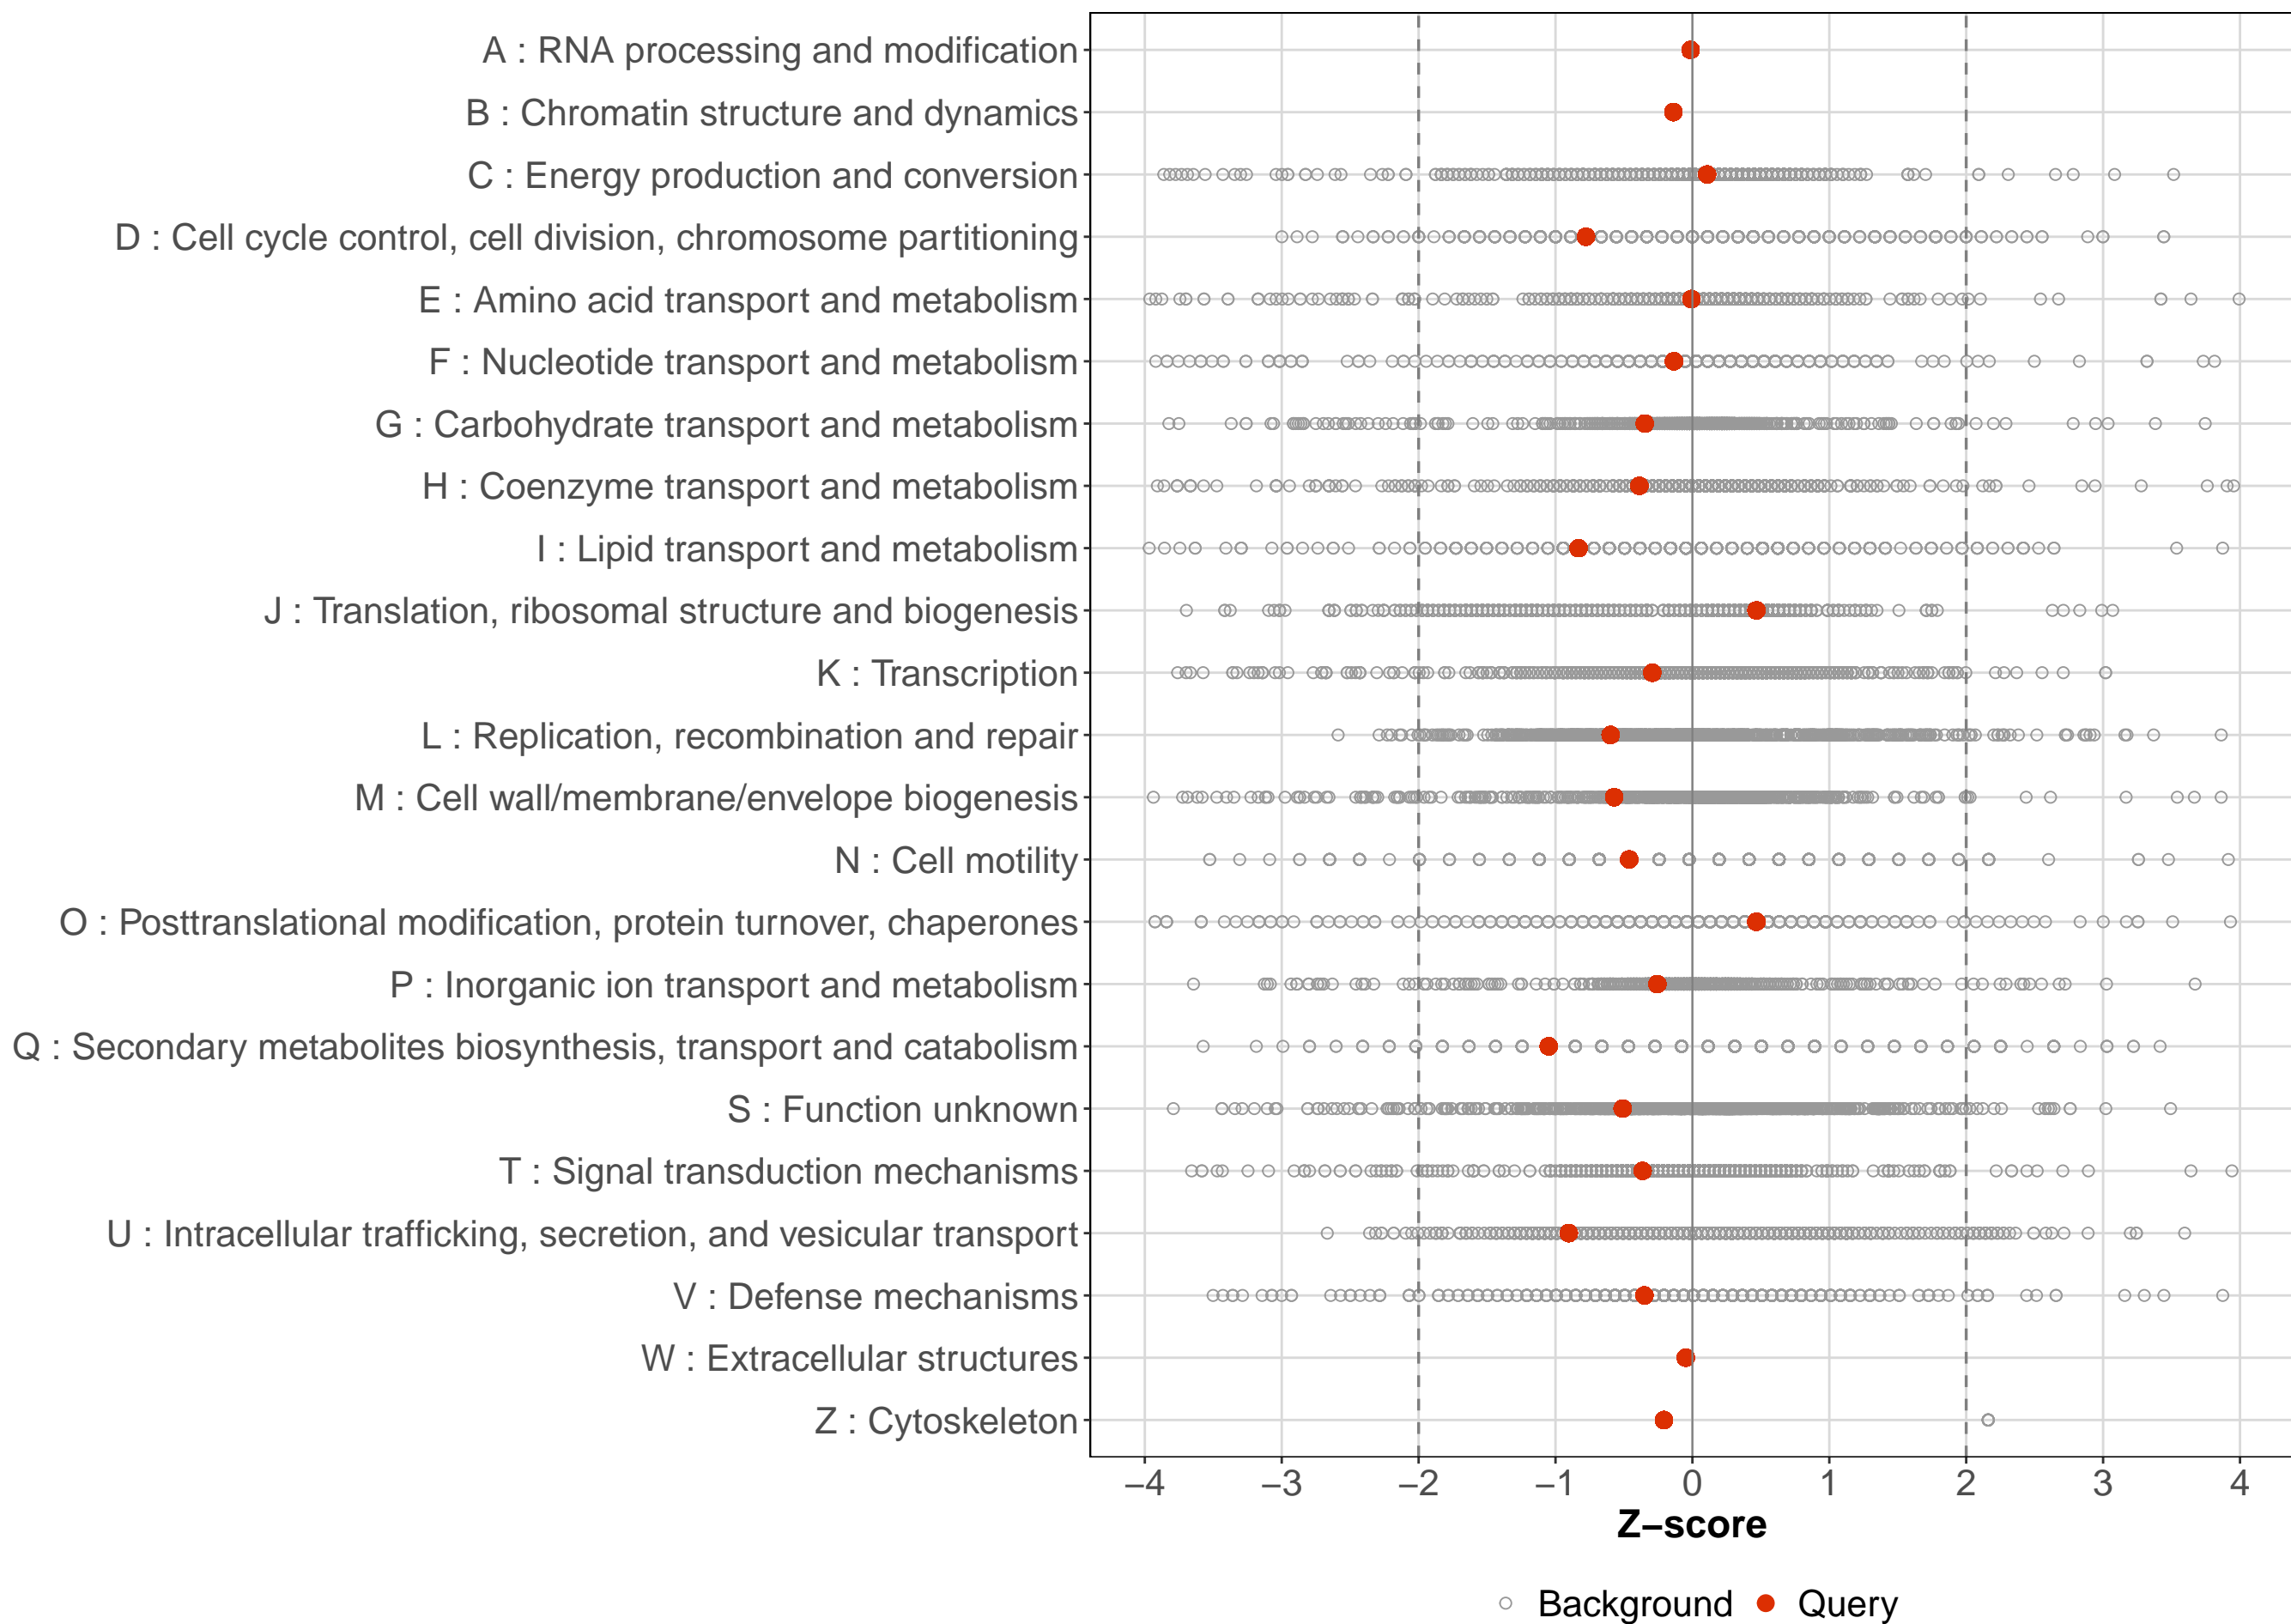 A : RNA processing and modification
B : Chromatin structure and dynamics
C : Energy production and conversion
D : Cell cycle control, cell division, chromosome partitioning
E : Amino acid transport and metabolism
F : Nucleotide transport and metabolism
G : Carbohydrate transport and metabolism
H : Coenzyme transport and metabolism
I : Lipid transport and metabolism
J : Translation, ribosomal structure and biogenesis
K : Transcription
L : Replication, recombination and repair
M : Cell wall/membrane/envelope biogenesis
N : Cell motility
O : Posttranslational modification, protein turnover, chaperones
P : Inorganic ion transport and metabolism
Q : Secondary metabolites biosynthesis, transport and catabolism
S : Function unknown
T : Signal transduction mechanisms
U : Intracellular trafficking, secretion, and vesicular transport
V : Defense mechanisms
W : Extracellular structures
Z : Cytoskeleton
−4 −3 −2 −1 0 1 2 3 4
Z−score
Background Query